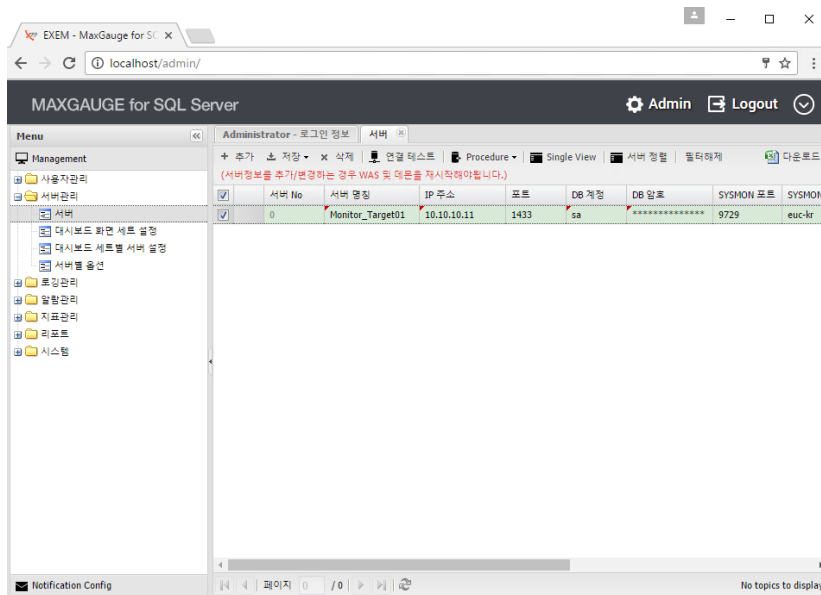 EXEM - MaxGauge for SC
localhost/admin/
MAXGAUGE for SQL Server
Admin
Logout
Menu
Administrator - 로그인 정보
서버
Management
추가
저장
삭제
연결 테스트
Procedure
Single View
서버 정렬
필터해제
다운로드
(서버정보를 추가/변경하는 경우 WAS 및 데몬을 재시작해야됩니다.)
사용자관리
서버관리
서버
대시보드 화면 세트 설정
대시보드 세트별 서버 설정
서버별 옵션
로깅관리
알람관리
지표관리
리포트
시스템
서버 No
서버 명칭
IP 주소
포트
DB 계정
DB 암호
SYSMON 포트
SYSMON
0
Monitor_Target01
10.10.10.11
1433
sa
**************
9729
euc-kr
Notification Config
페이지
0
/ 0
No topics to display